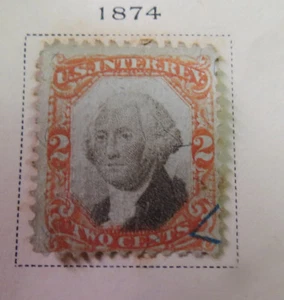 1874
U.S. INTER. REV.
2 2
TWO CENTS